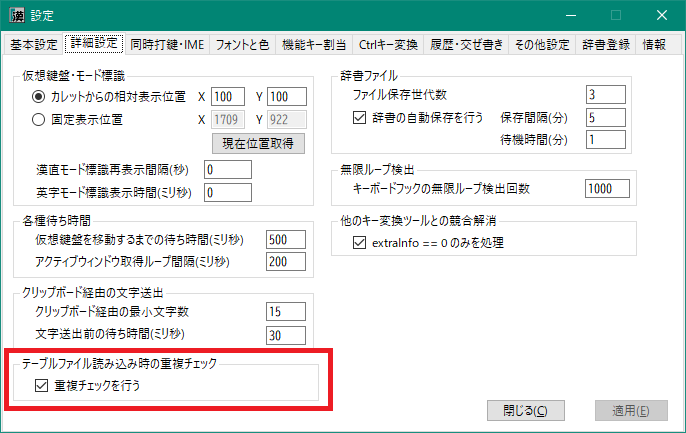 設定
基本設定 詳細設定 同時打鍵・IME フォントと色 機能キー割当 Ctrlキー変換 履歴・交ぜ書き その他設定 辞書登録 情報
仮想鍵盤・モード標識
カレットからの相対表示位置 X 100 Y 100
固定表示位置 X 1709 Y 922
現在位置取得
漢直モード標識再表示間隔(秒) 0
英字モード標識表示時間(ミリ秒) 0
各種待ち時間
仮想鍵盤を移動するまでの待ち時間(ミリ秒) 500
アクティブウィンドウ取得ループ間隔(ミリ秒) 200
クリップボード経由の文字送出
クリップボード経由の最小文字数 15
文字送出前の待ち時間(ミリ秒) 30
テーブルファイル読み込み時の重複チェック
重複チェックを行う
辞書ファイル
ファイル保存世代数 3
辞書の自動保存を行う 保存間隔(分) 5
待機時間(分) 1
無限ループ検出
キーボードフックの無限ループ検出回数 1000
他のキー変換ツールとの競合解消
extraInfo == 0 のみを処理
閉じる(C) 適用(E)